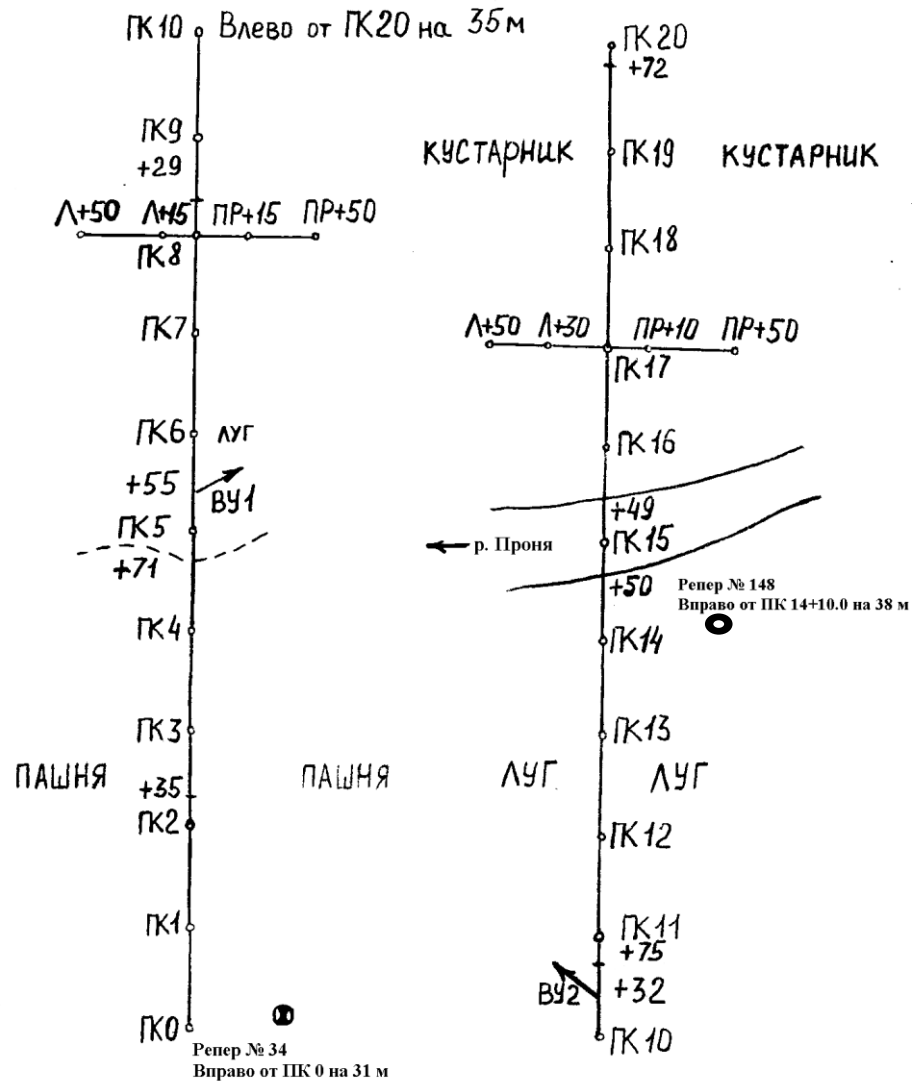 ПК10 Влево от ПК20 на 35 м
ПК9
+29
Л+50 Л+15 ПР+15 ПР+50
ПК8
ПК7
ПК6 ЛУГ
+55
ВУ1
ПК5
+71
ПК4
ПК3
ПАШНЯ ПАШНЯ
+35
ПК2
ПК1
ПК0
Репер № 34
Вправо от ПК 0 на 31 м
ПК20
+72
КУСТАРНИК ПК19 КУСТАРНИК
ПК18
Л+50 Л+30 ПР+10 ПР+50
ПК17
ПК16
+49
р. Проня ПК15
+50
Репер № 148
Вправо от ПК 14+10.0 на 38 м
ПК14
ПК13
ЛУГ ЛУГ
ПК12
ПК11
+75
ВУ2 +32
ПК10